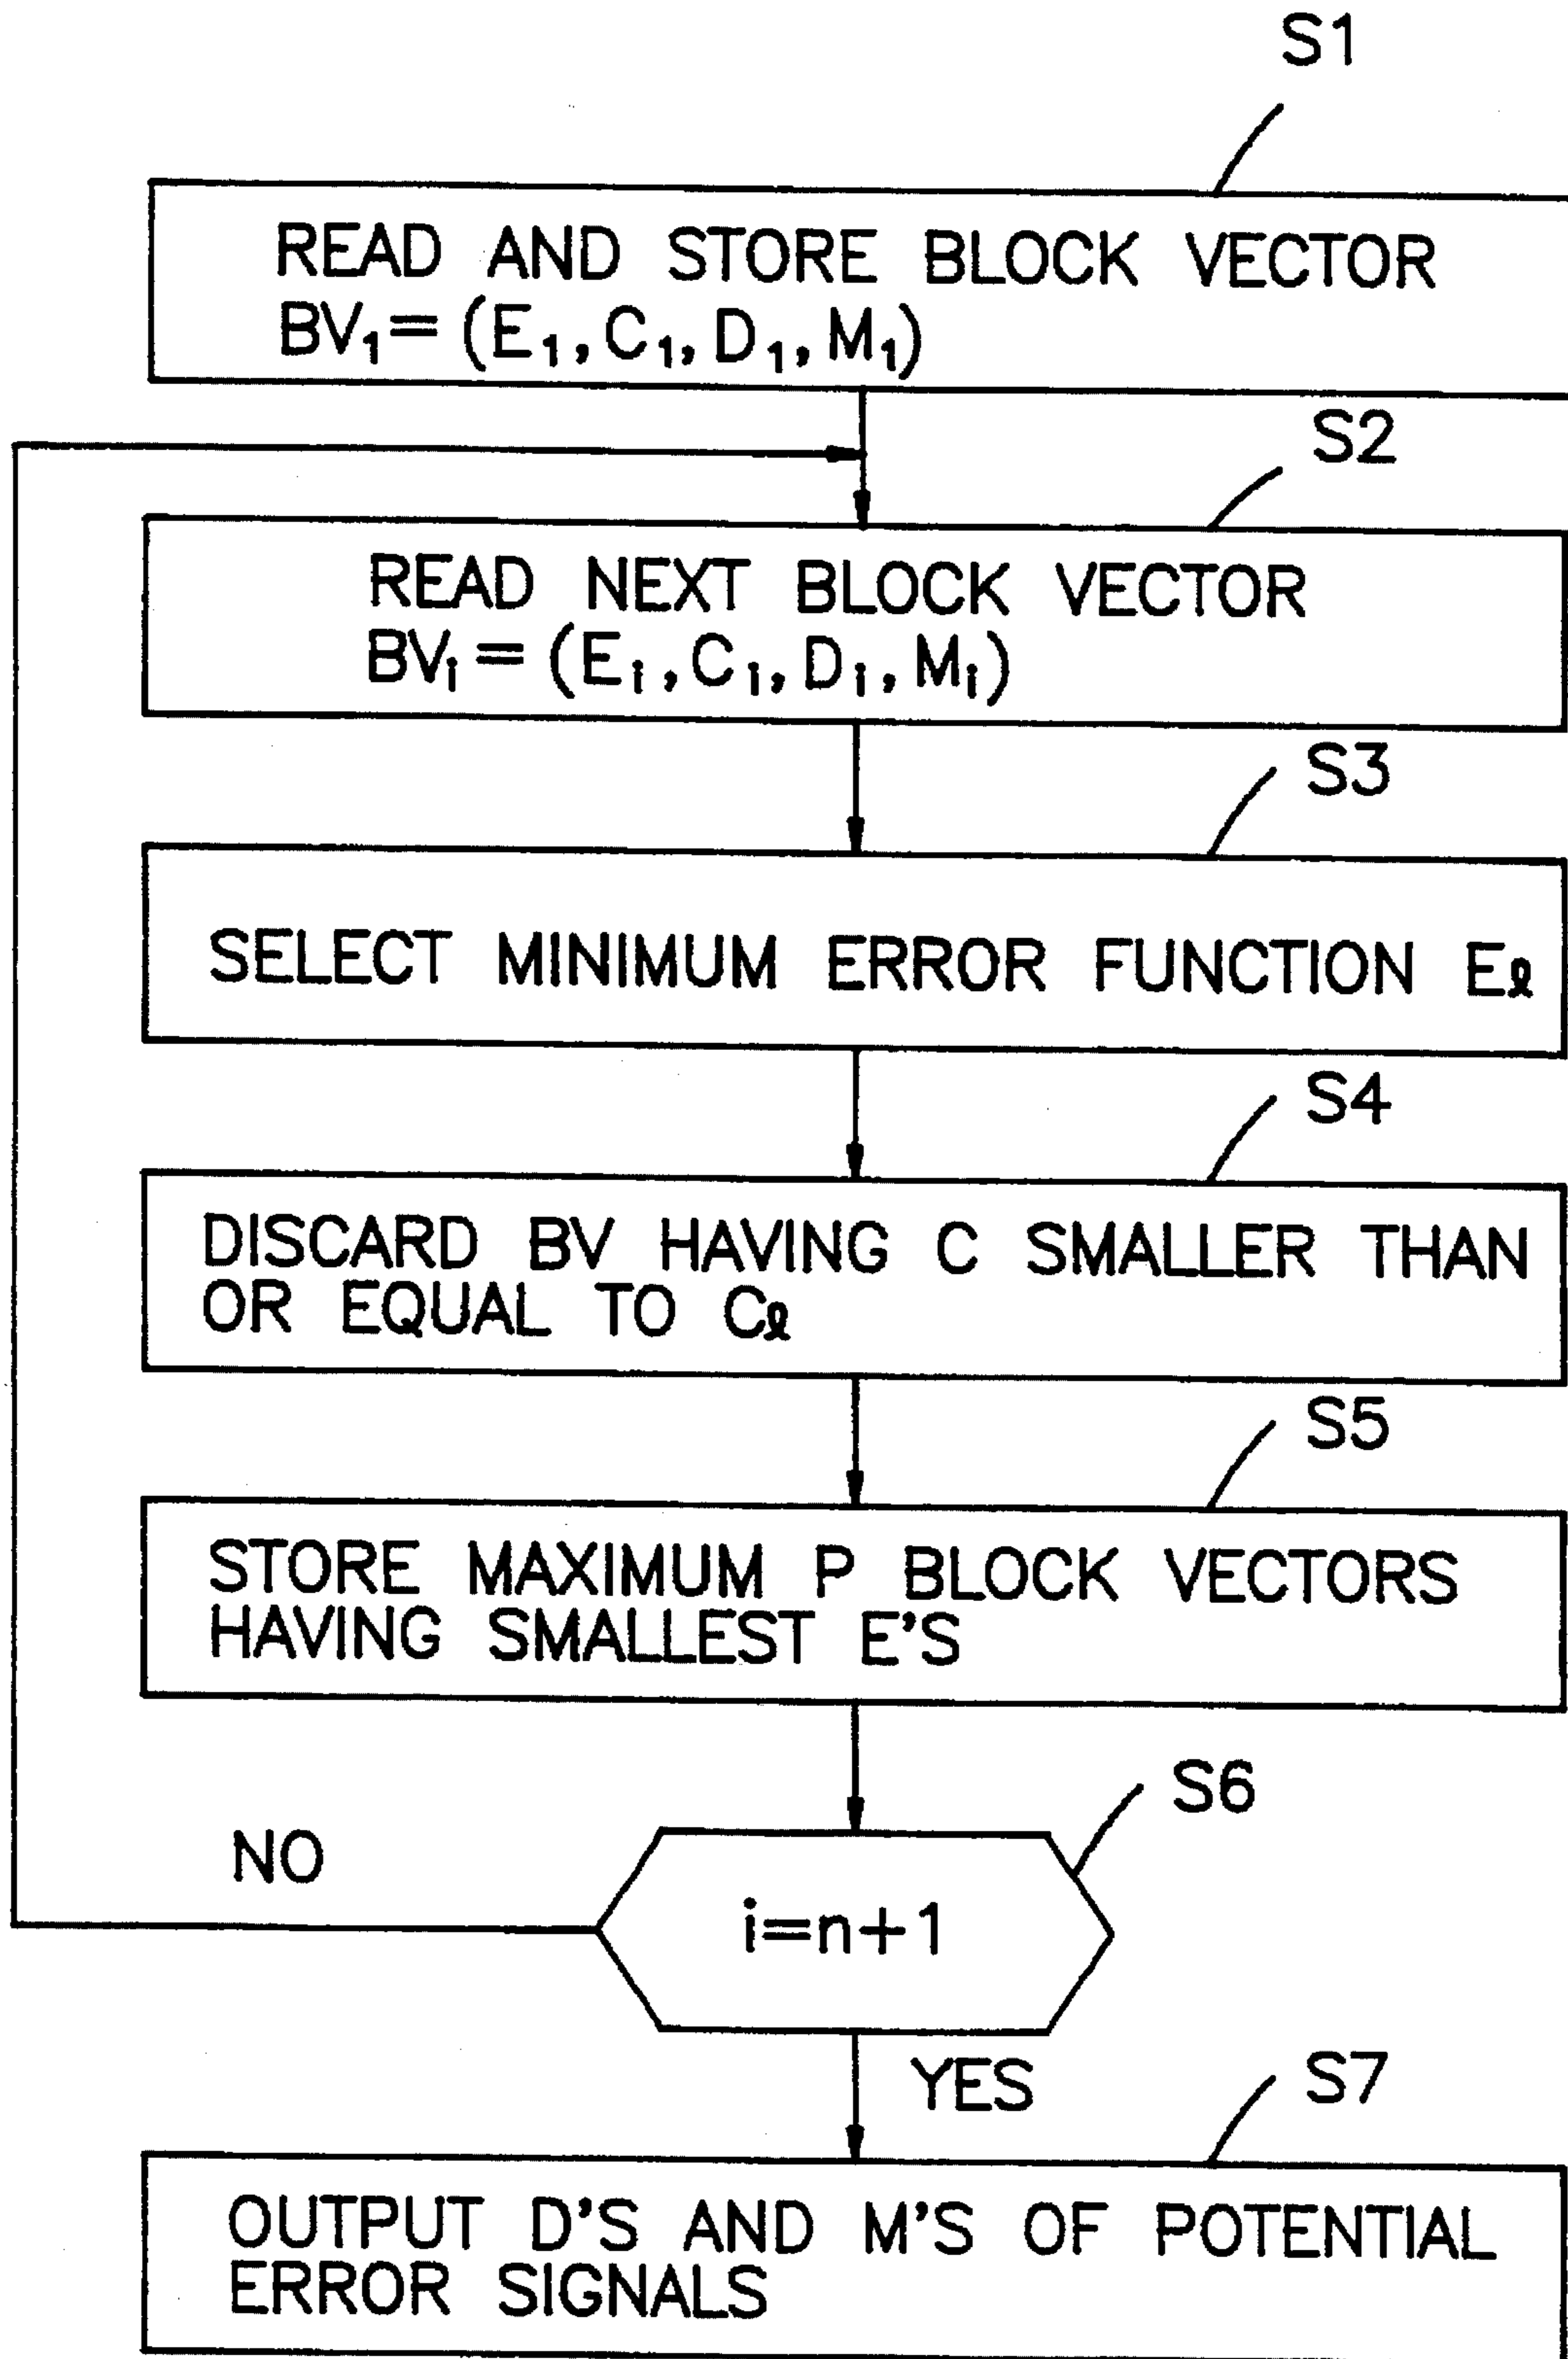 S1
READ AND STORE BLOCK VECTOR
BV₁=(E₁,C₁,D₁,M₁)
S2
READ NEXT BLOCK VECTOR
BVᵢ=(Eᵢ,C₁,Dᵢ,Mᵢ)
S3
SELECT MINIMUM ERROR FUNCTION Eℓ
S4
DISCARD BV HAVING C SMALLER THAN
OR EQUAL TO Cℓ
S5
STORE MAXIMUM P BLOCK VECTORS
HAVING SMALLEST E'S
S6
NO
i=n+1
YES
S7
OUTPUT D'S AND M'S OF POTENTIAL
ERROR SIGNALS